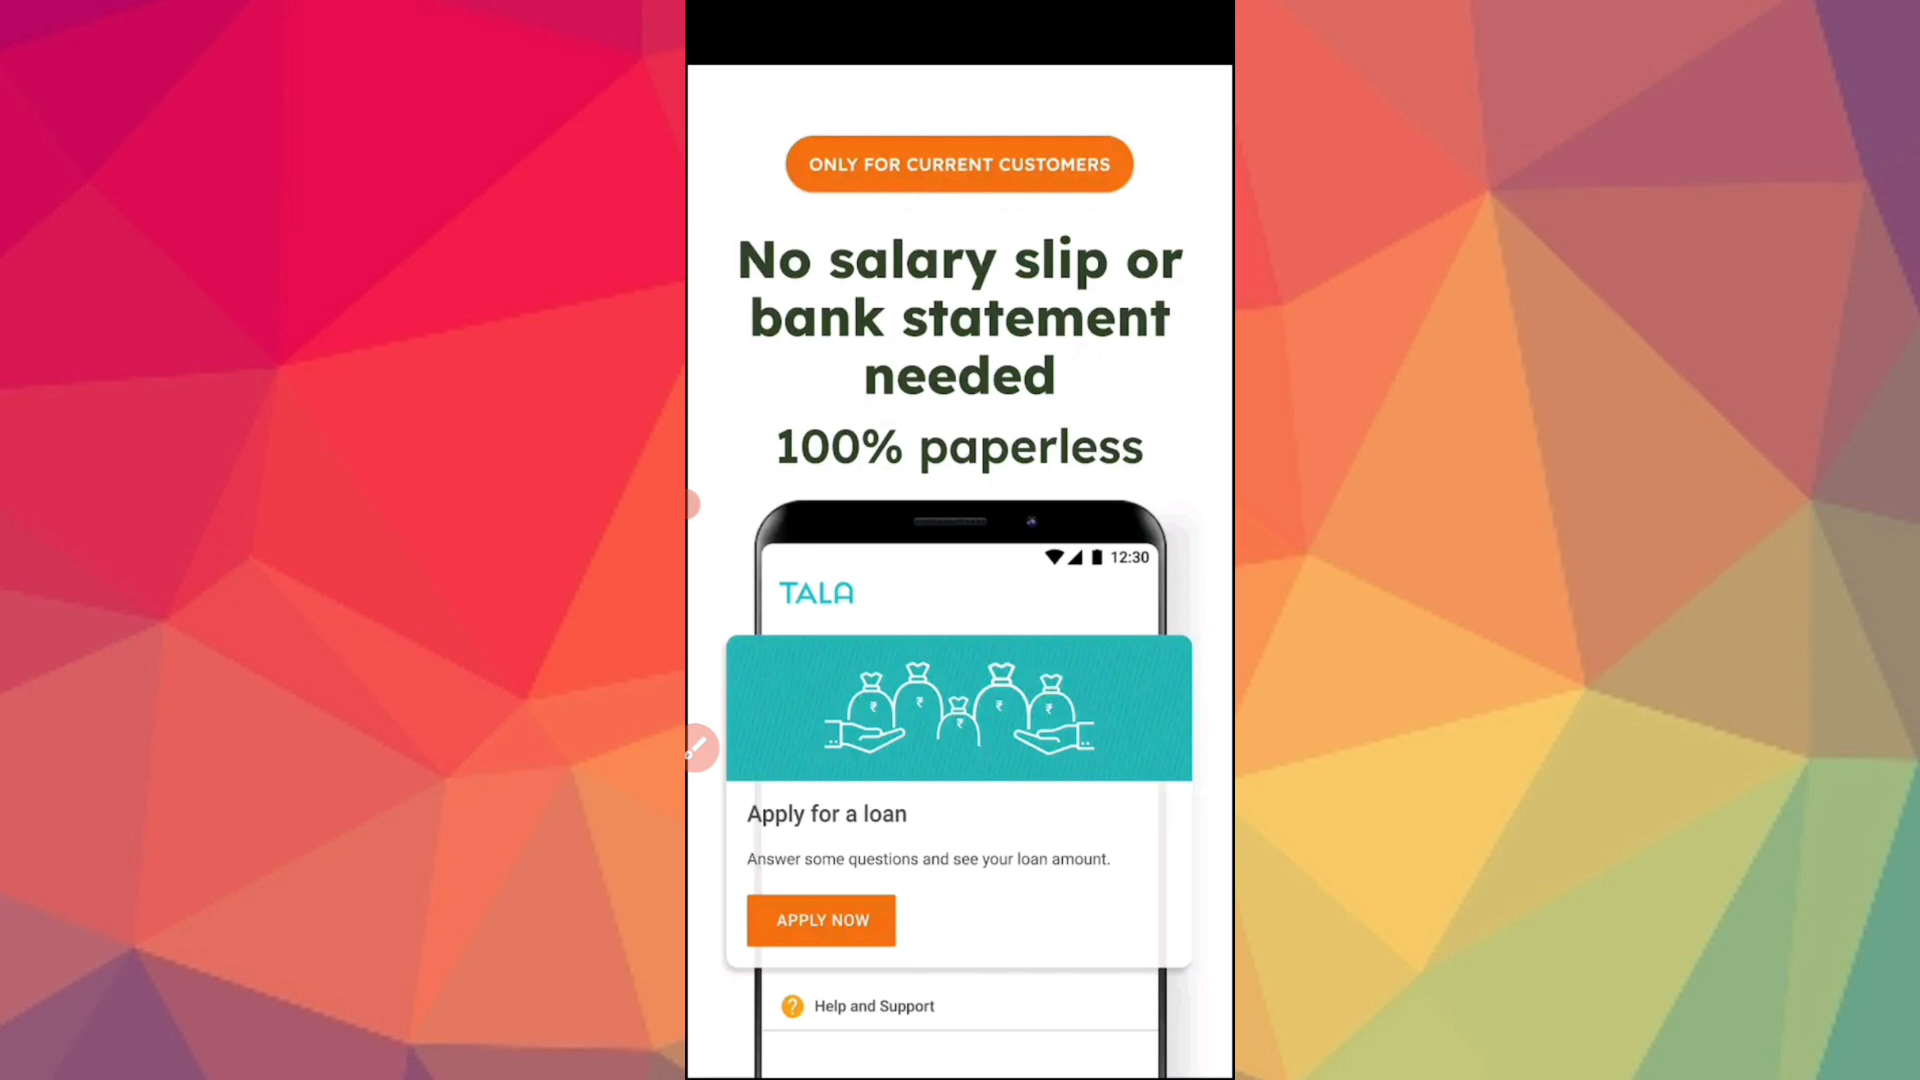 ONLY FOR CURRENT CUSTOMERS
No salary slip or
bank statement
needed
100% paperless
12:30
TALA
₹ ₹ ₹ ₹ ₹
Apply for a loan
Answer some questions and see your loan amount.
APPLY NOW
? Help and Support